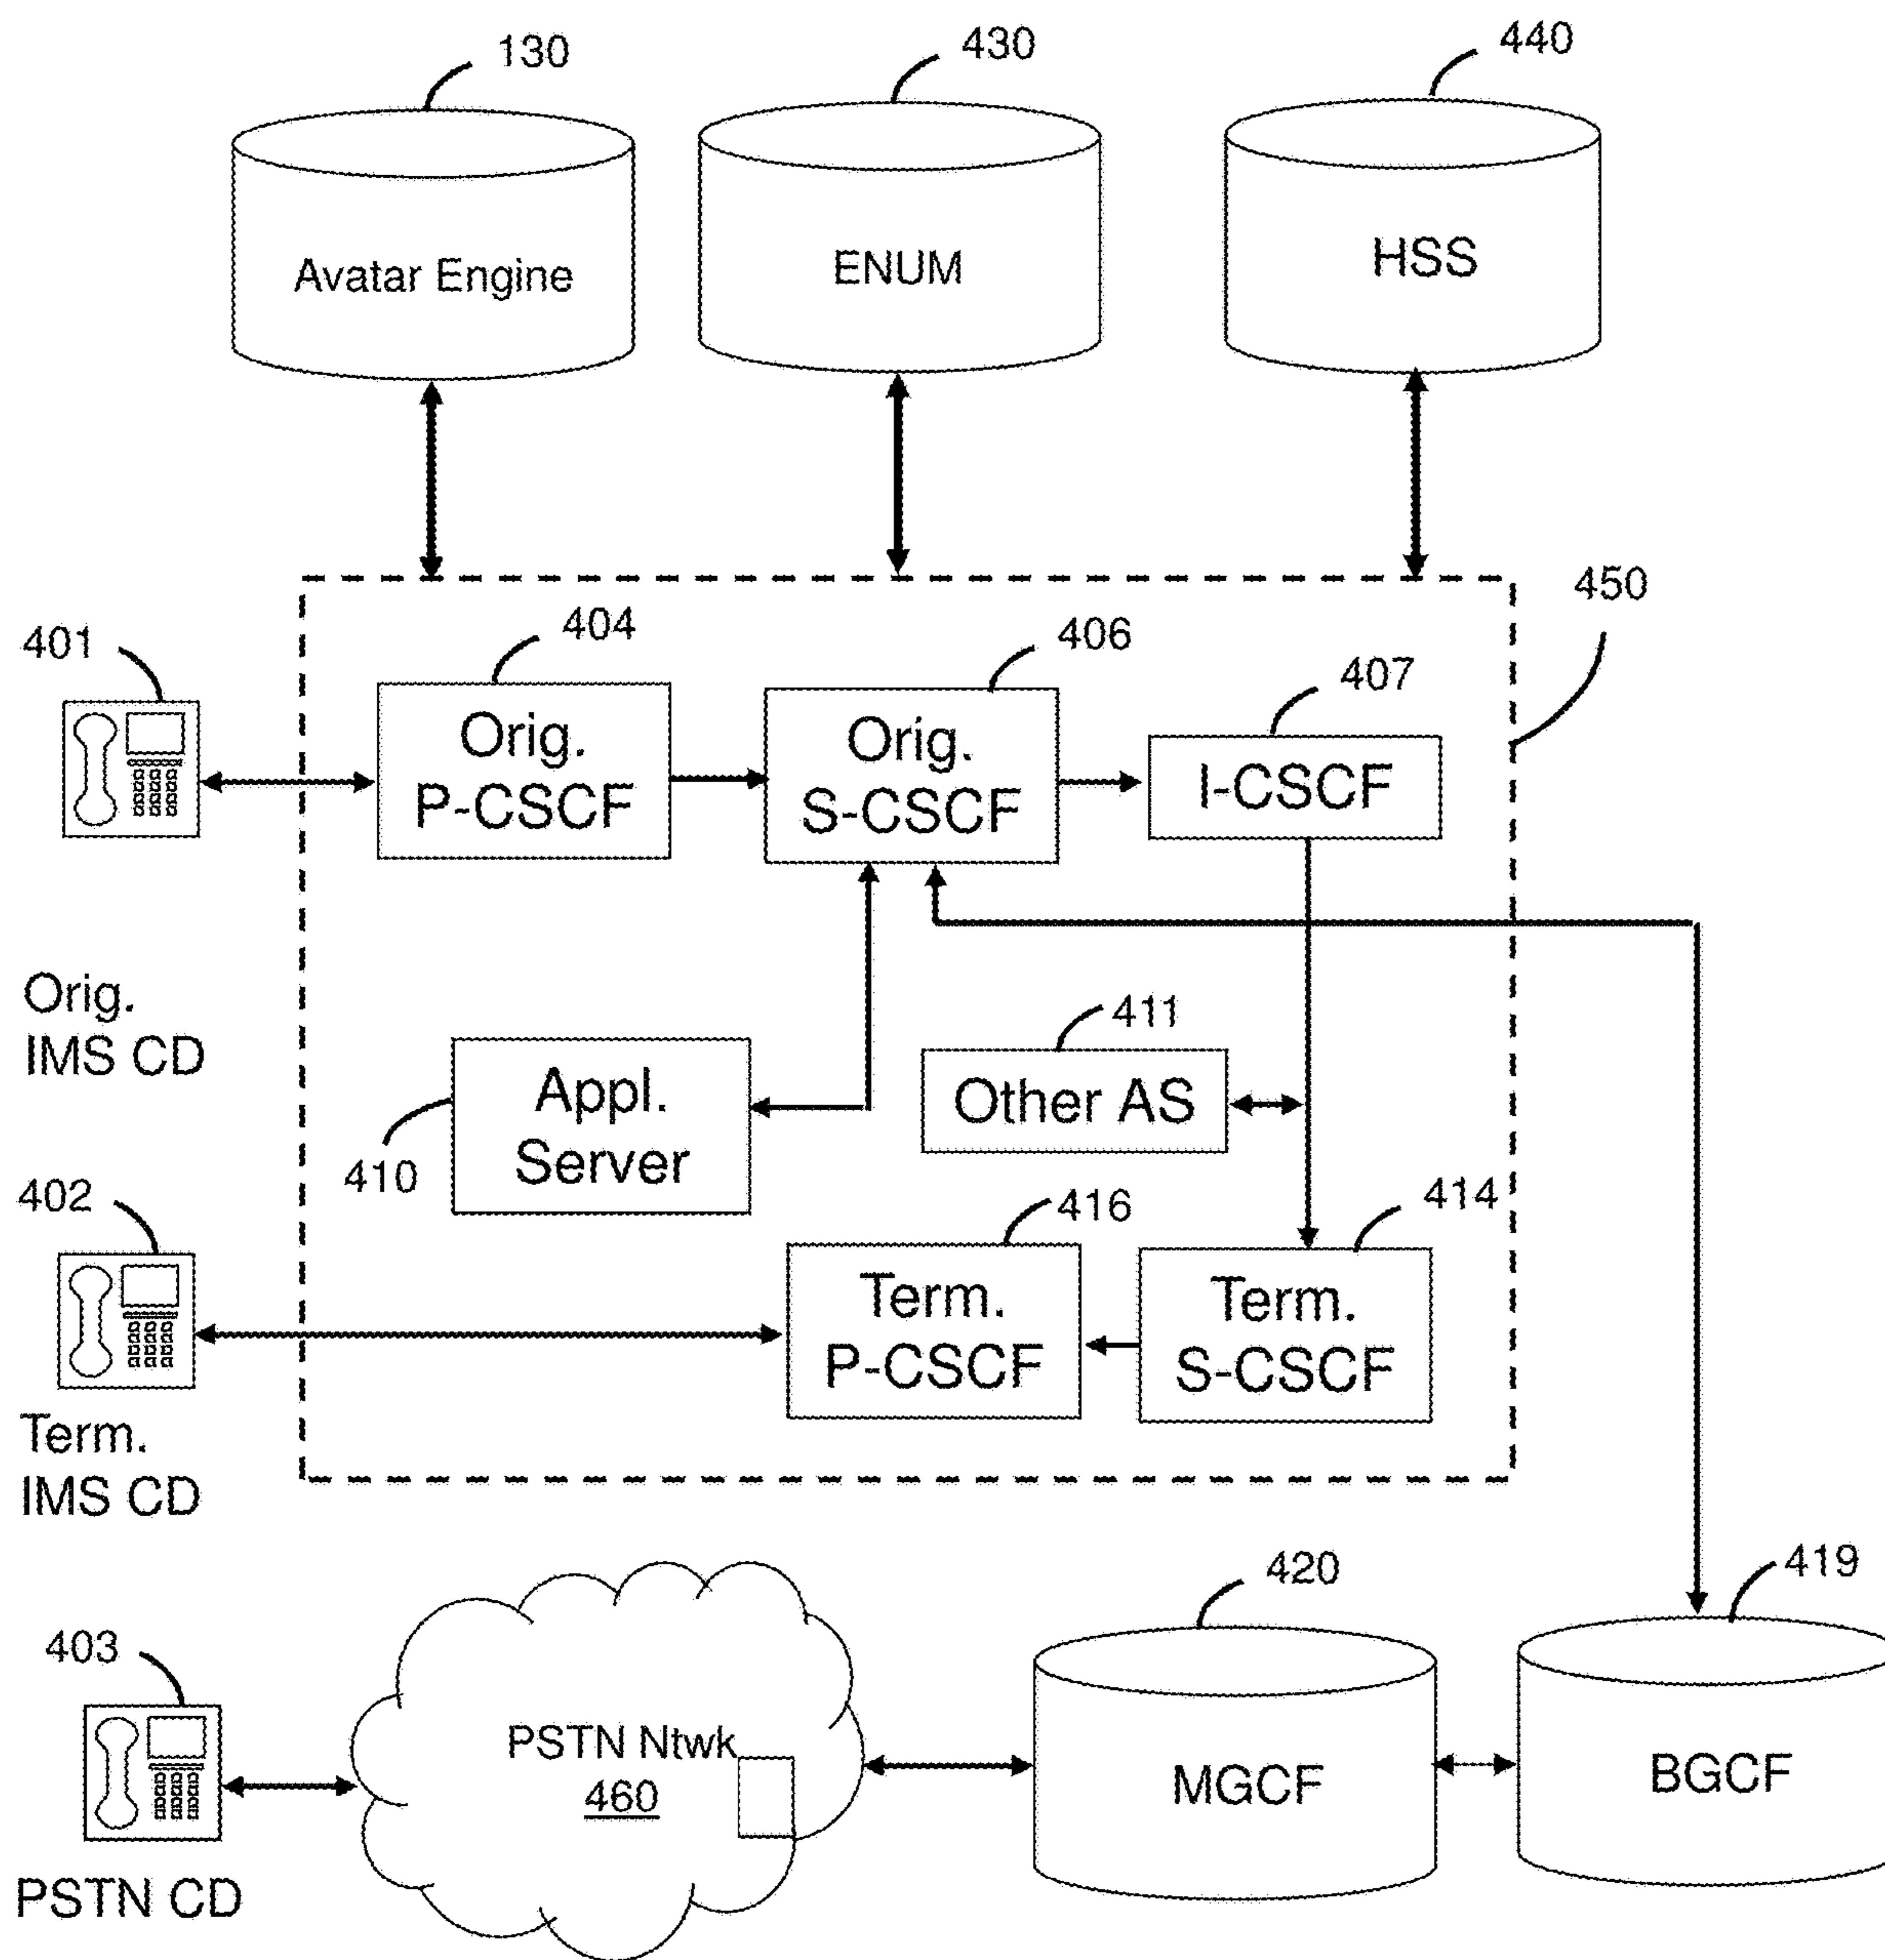 130
430
440
Avatar Engine
ENUM
HSS
450
401
404
406
407
Orig.
P-CSCF
Orig.
S-CSCF
I-CSCF
Orig.
IMS CD
411
Appl.
Server
Other AS
410
402
416
414
Term.
P-CSCF
Term.
S-CSCF
Term.
IMS CD
420
419
403
PSTN Ntwk
460
MGCF
BGCF
PSTN CD